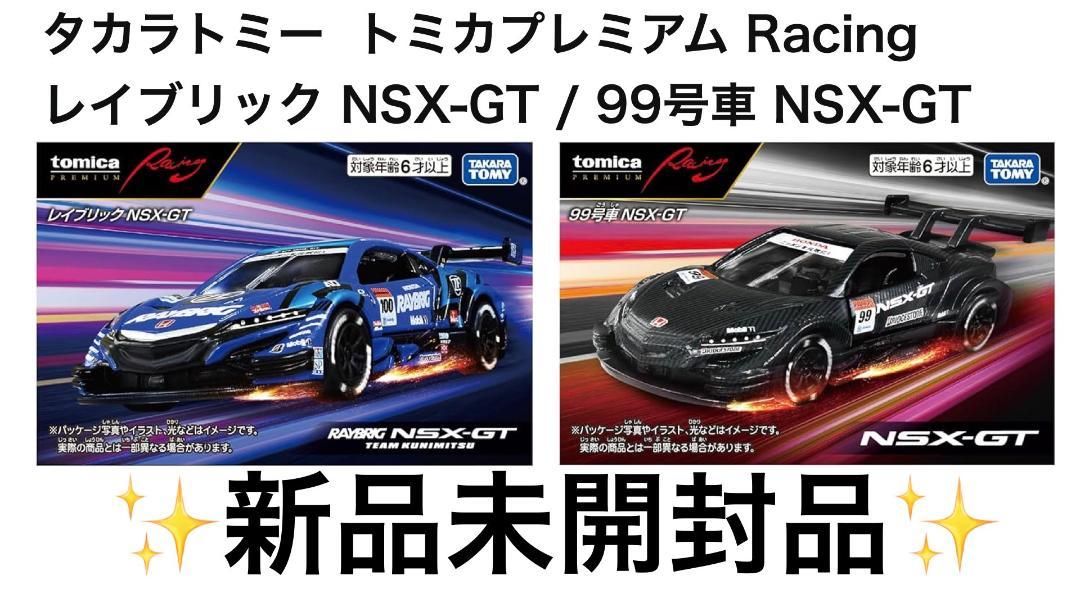 タカラトミー トミカプレミアム Racing
レイブリック NSX-GT / 99号車 NSX-GT
tomica
PREMIUM
Racing
対象年齢6才以上
TAKARA
TOMY
レイブリック NSX-GT
100
RAYBRIG
Mobil 1
※パッケージ写真やイラスト、光などはイメージです。
実際の商品とは一部異なる場合があります。
RAYBRIG NSX-GT
TEAM KUNIMITSU
tomica
PREMIUM
Racing
対象年齢6才以上
TAKARA
TOMY
99号車 NSX-GT
HONDA
99
NSX-GT
BRIDGESTONE
Mobil 1
BRIDGESTONE
※パッケージ写真やイラスト、光などはイメージです。
実際の商品とは一部異なる場合があります。
NSX-GT
✨新品未開封品✨